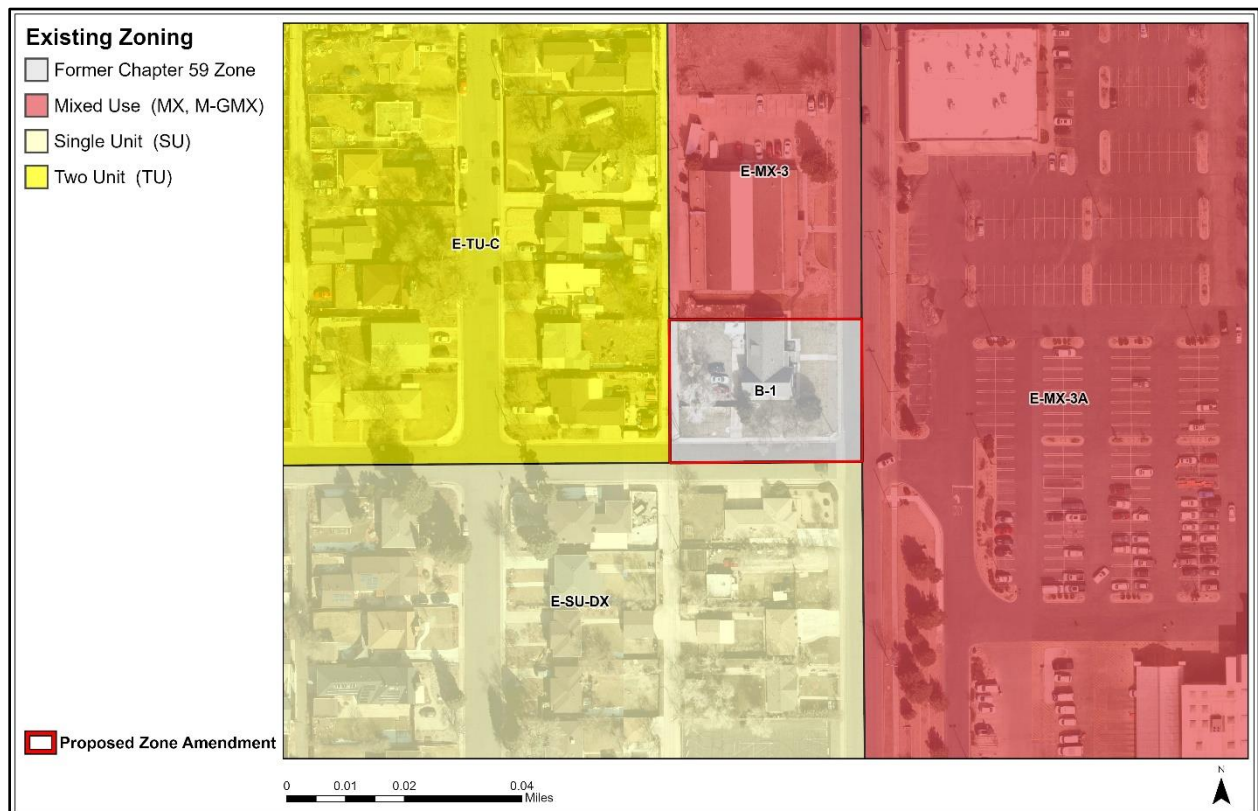 Existing Zoning
Former Chapter 59 Zone
Mixed Use (MX, M-GMX)
Single Unit (SU)
Two Unit (TU)
E-MX-3
E-TU-C
B-1
E-MX-3A
E-SU-DX
Proposed Zone Amendment
0 0.01 0.02 0.04
Miles
N